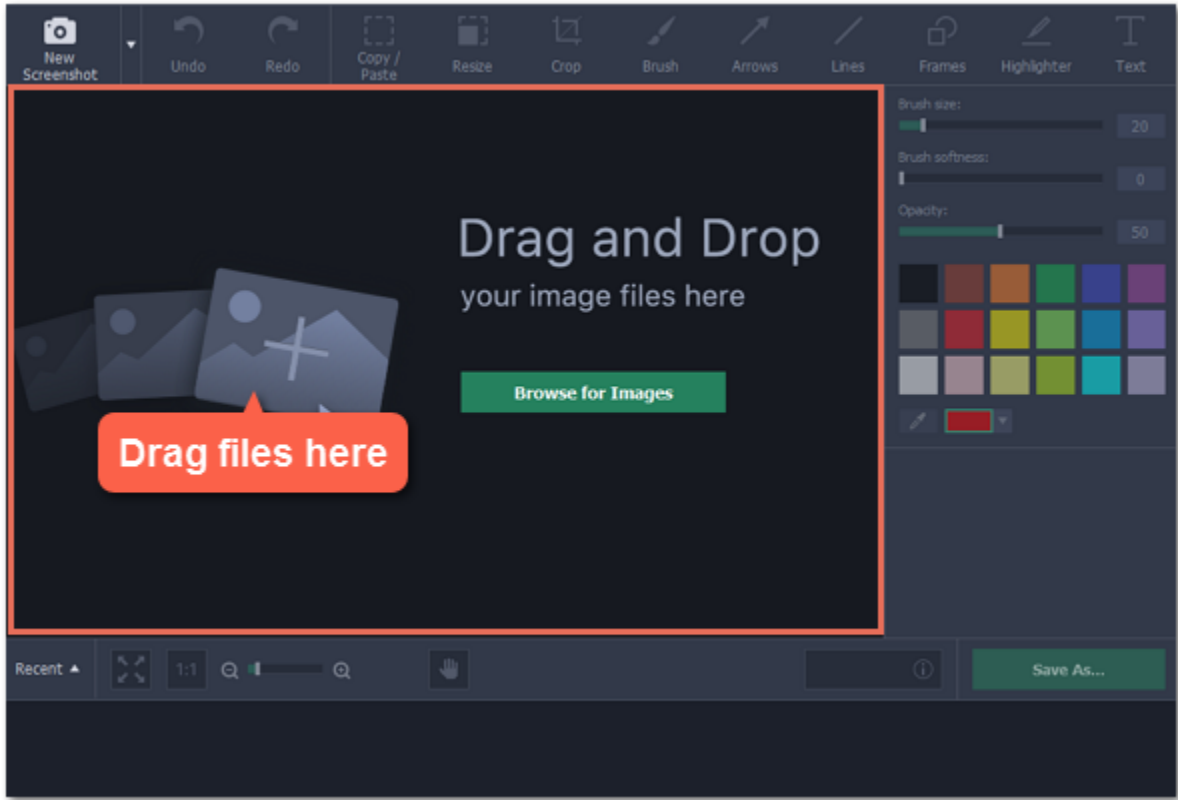 New
Screenshot
Undo
Redo
Copy /
Paste
Resize
Crop
Brush
Arrows
Lines
Frames
Highlighter
Text
Brush size:
20
Brush softness:
0
Opacity:
50
Drag and Drop
your image files here
Browse for Images
Drag files here
Recent
1:1
Save As...